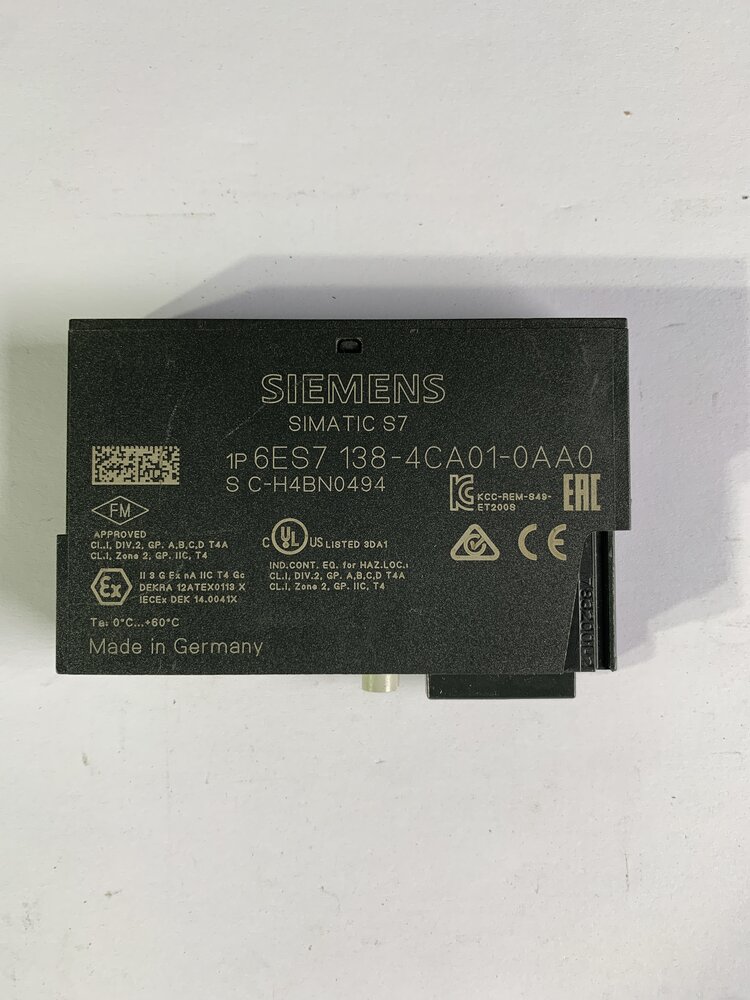 SIEMENS
SIMATIC S7
1P 6ES7 138-4CA01-0AA0
S C-H4BN0494
FM
APPROVED
CL.I, DIV.2, GP. A,B,C,D T4A
CL.I, Zone 2, GP. IIC, T4
C UL US LISTED 3DA1
IND.CONT. EQ. for HAZ.LOC.:
CL.I, DIV.2, GP. A,B,C,D T4A
CL.I, Zone 2, GP. IIC, T4
KCC-REM-S49-
ET200S
EAC
CE
Ex
II 3 G Ex nA IIC T4 Gc
DEKRA 12ATEX0113 X
IECEx DEK 14.0041X
Ta: 0°C...+60°C
Made in Germany